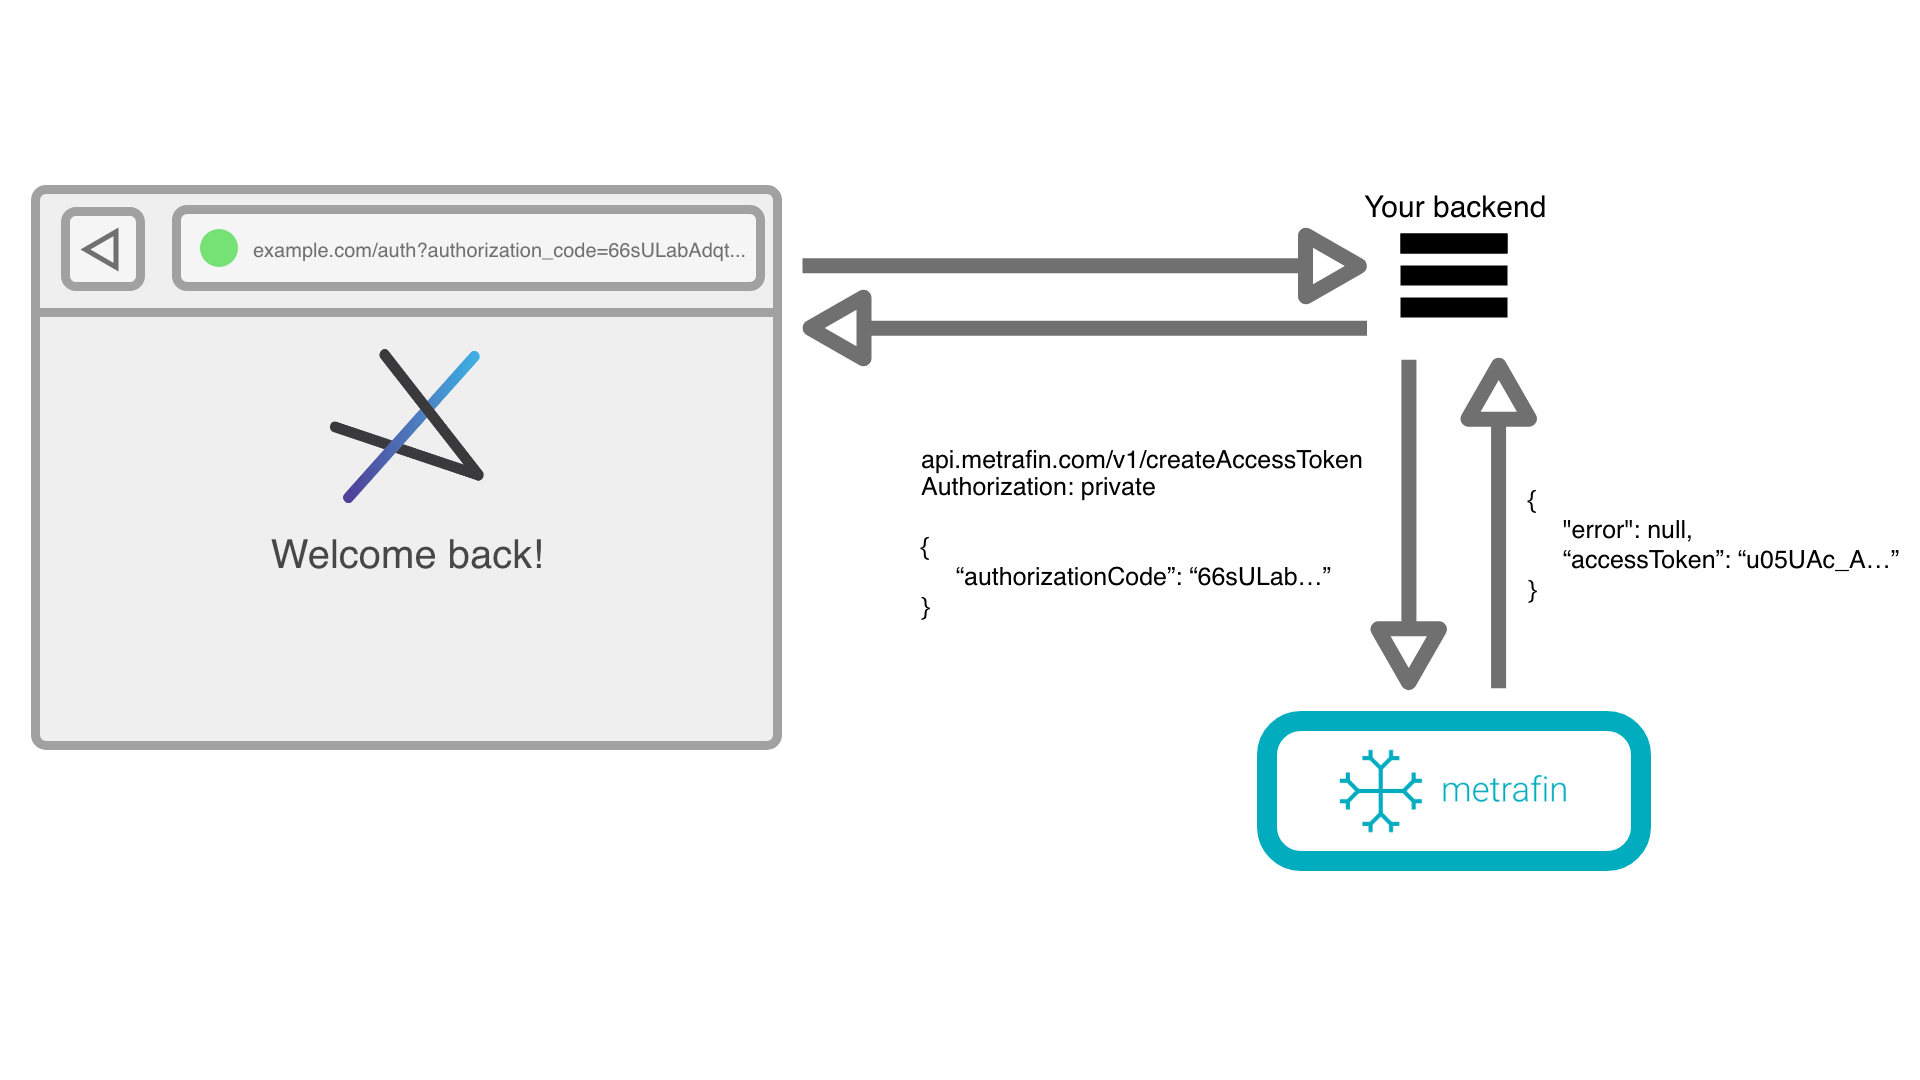 example.com/auth?authorization_code=66sULabAdqt...
Welcome back!
Your backend
api.metrafin.com/v1/createAccessToken
Authorization: private
{
“authorizationCode”: “66sULab…”
}
{
"error": null,
“accessToken”: “u05UAc_A…”
}
metrafin